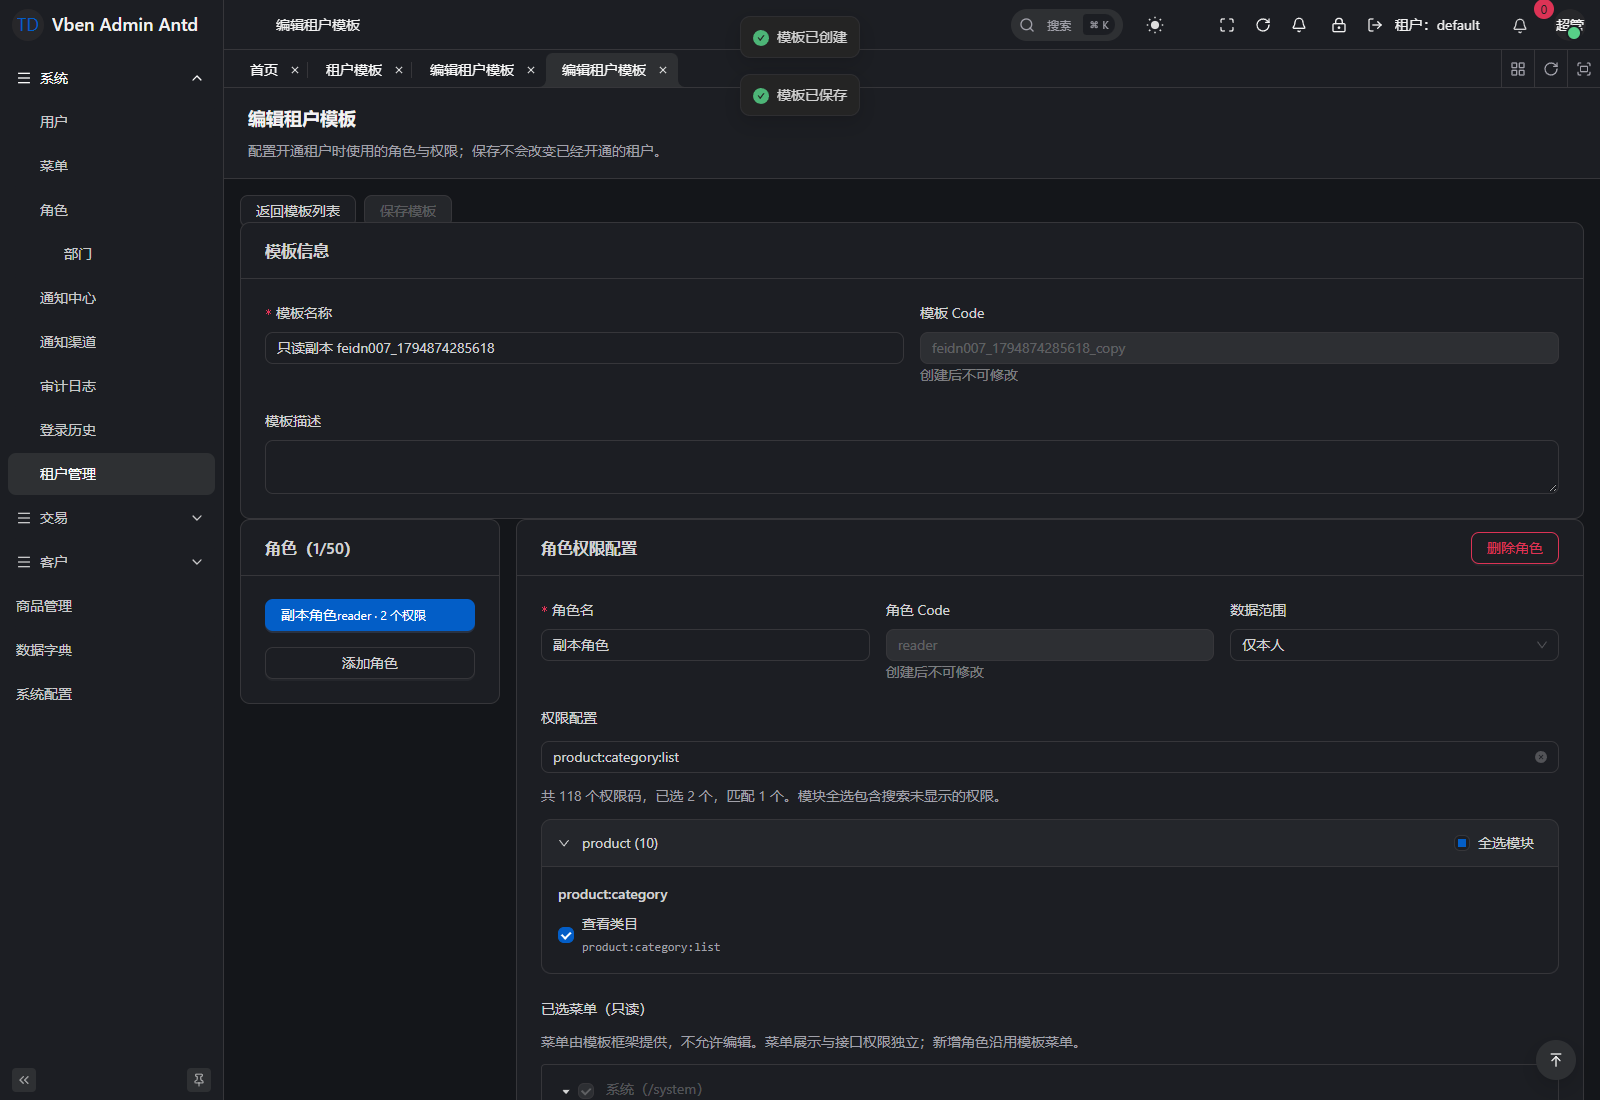 TD Vben Admin Antd
编辑租户模板
搜索 ⌘ K
租户：default
0
超管
模板已创建
模板已保存
首页
租户模板
编辑租户模板
编辑租户模板
系统
用户
菜单
角色
部门
通知中心
通知渠道
审计日志
登录历史
租户管理
交易
客户
商品管理
数据字典
系统配置
编辑租户模板
配置开通租户时使用的角色与权限；保存不会改变已经开通的租户。
返回模板列表
保存模板
模板信息
* 模板名称
只读副本 feidn007_1794874285618
模板 Code
feidn007_1794874285618_copy
创建后不可修改
模板描述
角色（1/50）
副本角色reader · 2 个权限
添加角色
角色权限配置
删除角色
* 角色名
副本角色
角色 Code
reader
创建后不可修改
数据范围
仅本人
权限配置
product:category:list
共 118 个权限码，已选 2 个，匹配 1 个。模块全选包含搜索未显示的权限。
product (10)
全选模块
product:category
查看类目
product:category:list
已选菜单（只读）
菜单由模板框架提供，不允许编辑。菜单展示与接口权限独立；新增角色沿用模板菜单。
系统（/system）